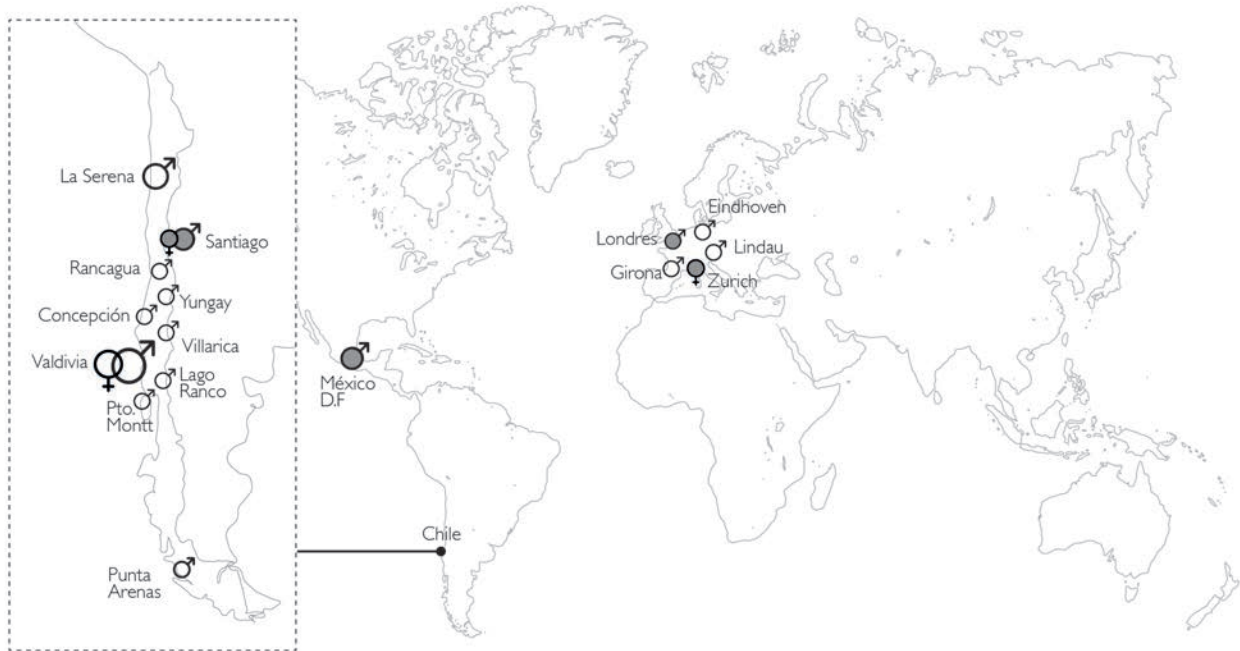 La Serena
Santiago
Rancagua
Yungay
Concepción
Villarica
Valdivia
Lago
Ranco
Pto.
Montt
Punta
Arenas
México
D.F
Chile
Eindhoven
Londres
Lindau
Girona
Zurich